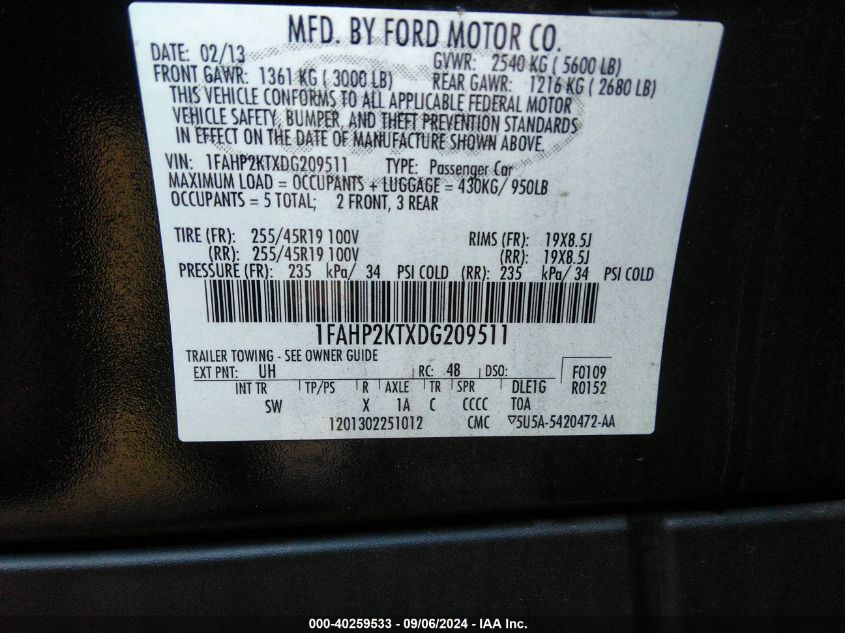 MFD. BY FORD MOTOR CO.
DATE: 02/13 GVWR: 2540 KG ( 5600 LB)
FRONT GAWR: 1361 KG ( 3000 LB) REAR GAWR: 1216 KG ( 2680 LB)
THIS VEHICLE CONFORMS TO ALL APPLICABLE FEDERAL MOTOR
VEHICLE SAFETY, BUMPER, AND THEFT PREVENTION STANDARDS
IN EFFECT ON THE DATE OF MANUFACTURE SHOWN ABOVE.
VIN: 1FAHP2KTXDG209511 TYPE: Passenger Car
MAXIMUM LOAD = OCCUPANTS + LUGGAGE = 430KG/ 950LB
OCCUPANTS = 5 TOTAL; 2 FRONT, 3 REAR
TIRE (FR): 255/45R19 100V RIMS (FR): 19X8.5J
(RR): 255/45R19 100V (RR): 19X8.5J
PRESSURE (FR): 235 kPa/ 34 PSI COLD (RR): 235 kPa/ 34 PSI COLD
1FAHP2KTXDG209511
TRAILER TOWING - SEE OWNER GUIDE
EXT PNT: UH RC: 48 DSO: F0109
INT TR TP/PS R AXLE TR SPR DLE1G R0152
SW X 1A C CCCC TOA
1201302251012 CMC ▽5U5A-5420472-AA
000-40259533 - 09/06/2024 - IAA Inc.